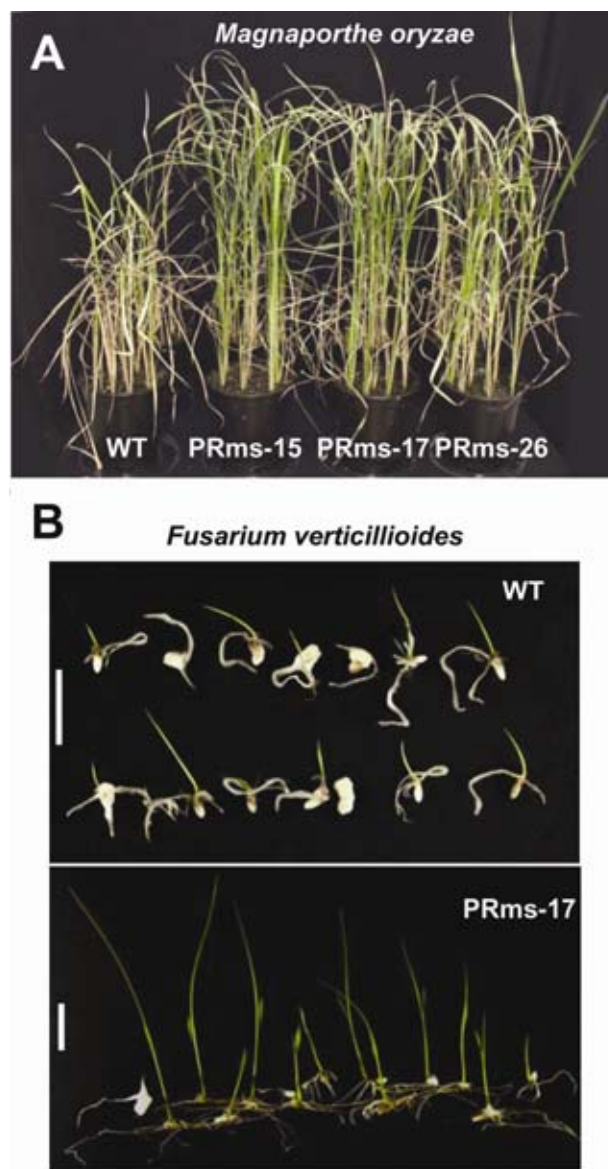 A
Magnaporthe oryzae
WT PRms-15 PRms-17 PRms-26
B
Fusarium verticillioides
WT
PRms-17